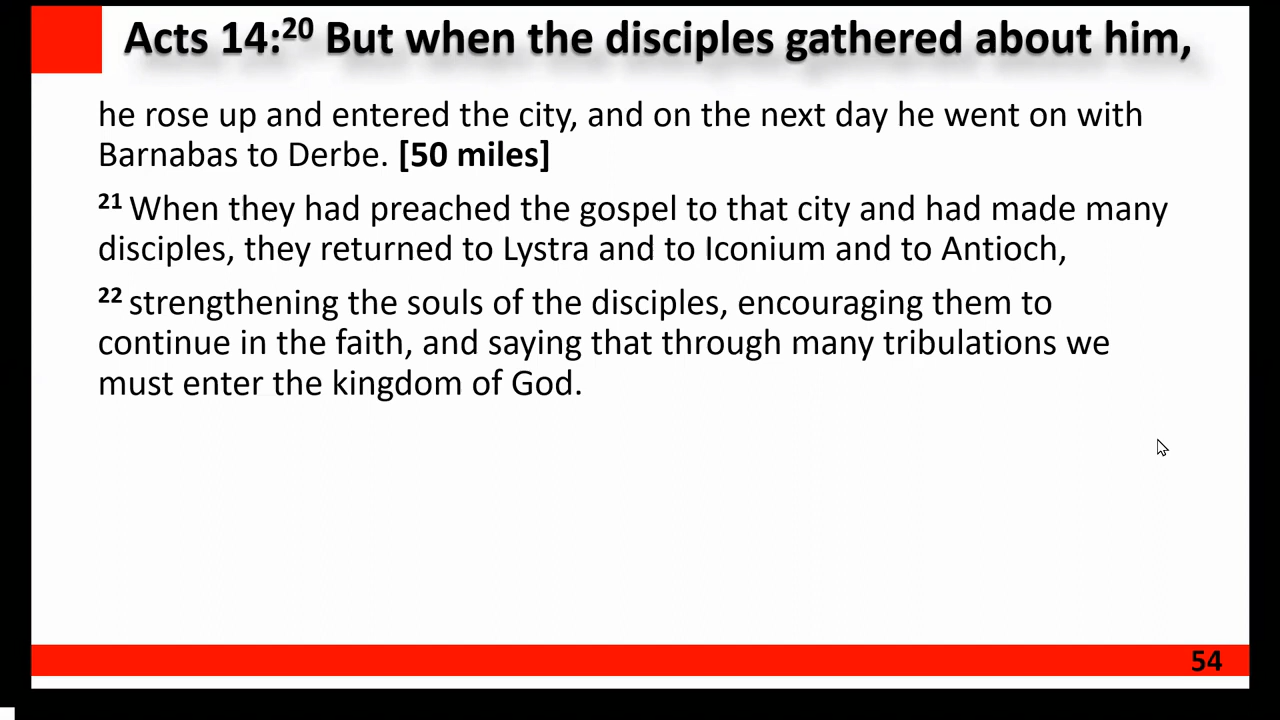 Acts 14:20 But when the disciples gathered about him,
he rose up and entered the city, and on the next day he went on with
Barnabas to Derbe. [50 miles]
21 When they had preached the gospel to that city and had made many
disciples, they returned to Lystra and to Iconium and to Antioch,
22 strengthening the souls of the disciples, encouraging them to
continue in the faith, and saying that through many tribulations we
must enter the kingdom of God.
54